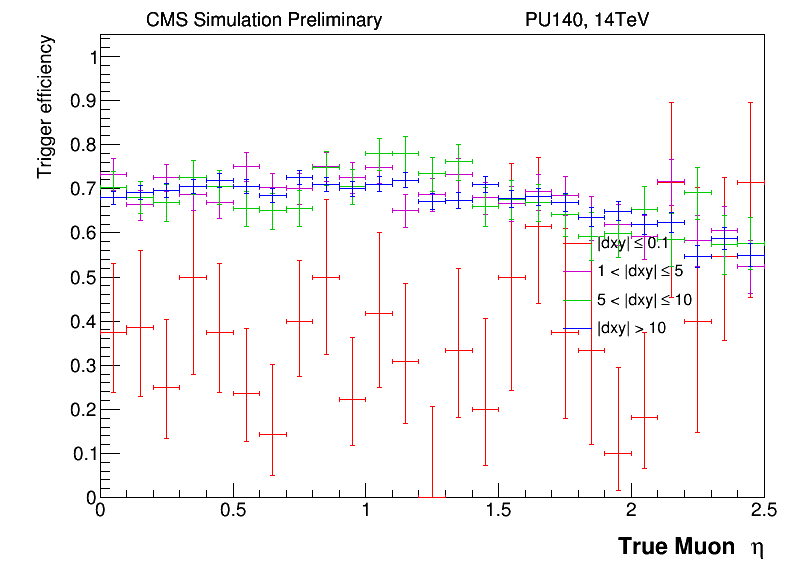 CMS Simulation Preliminary PU140, 14TeV
Trigger efficiency
1
0.9
0.8
0.7
0.6
0.5
0.4
0.3
0.2
0.1
0
|dxy| ≤ 0.1
1 < |dxy| ≤ 5
5 < |dxy| ≤ 10
|dxy| > 10
0 0.5 1 1.5 2 2.5
True Muon η